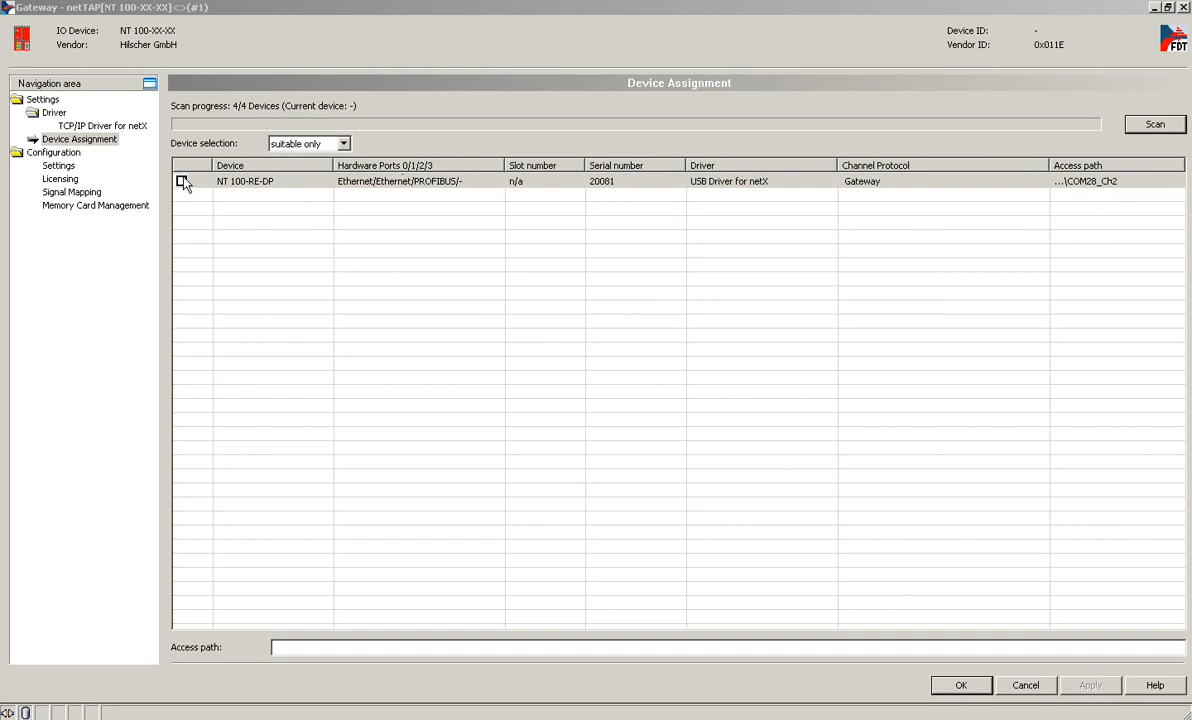 Gateway - netTAP[NT 100-XX-XX]<>(#1)
IO Device: NT 100-XX-XX
Vendor: Hilscher GmbH
Device ID: -
Vendor ID: 0x011E
FDT
Navigation area
Settings
Driver
TCP/IP Driver for netX
Device Assignment
Configuration
Settings
Licensing
Signal Mapping
Memory Card Management
Device Assignment
Scan progress: 4/4 Devices (Current device: -)
Scan
Device selection: suitable only
Device Hardware Ports 0/1/2/3 Slot number Serial number Driver Channel Protocol Access path
NT 100-RE-DP Ethernet/Ethernet/PROFIBUS/- n/a 20081 USB Driver for netX Gateway ...\COM28_Ch2
Access path:
OK Cancel Apply Help